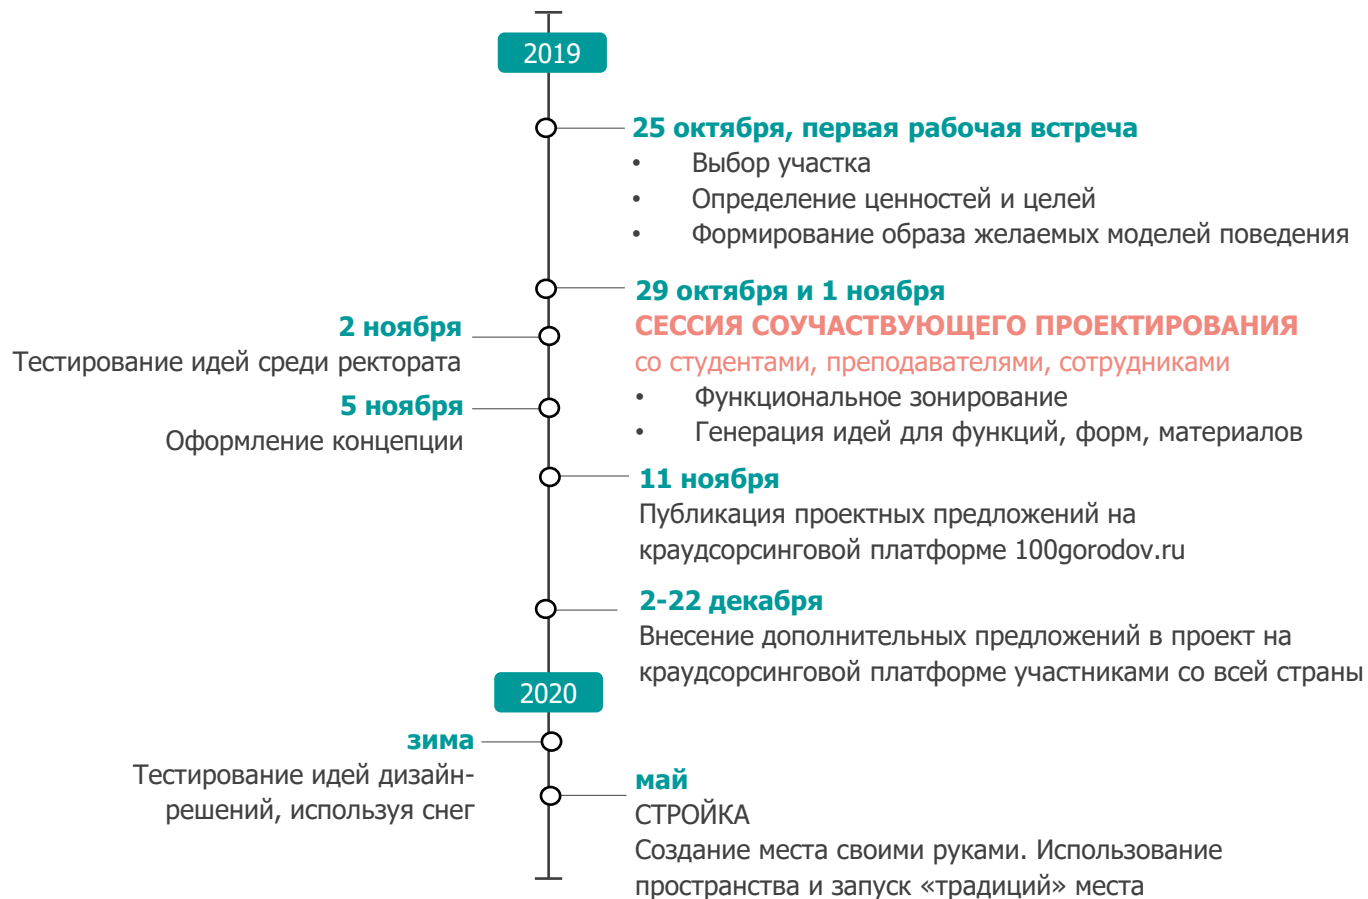 2019
25 октября, первая рабочая встреча
• Выбор участка
• Определение ценностей и целей
• Формирование образа желаемых моделей поведения
29 октября и 1 ноября
СЕССИЯ СОУЧАСТВУЮЩЕГО ПРОЕКТИРОВАНИЯ
со студентами, преподавателями, сотрудниками
• Функциональное зонирование
• Генерация идей для функций, форм, материалов
2 ноября
Тестирование идей среди ректората
5 ноября
Оформление концепции
11 ноября
Публикация проектных предложений на
краудсорсинговой платформе 100gorodov.ru
2-22 декабря
Внесение дополнительных предложений в проект на
краудсорсинговой платформе участниками со всей страны
2020
зима
Тестирование идей дизайн-
решений, используя снег
май
СТРОЙКА
Создание места своими руками. Использование
пространства и запуск «традиций» места